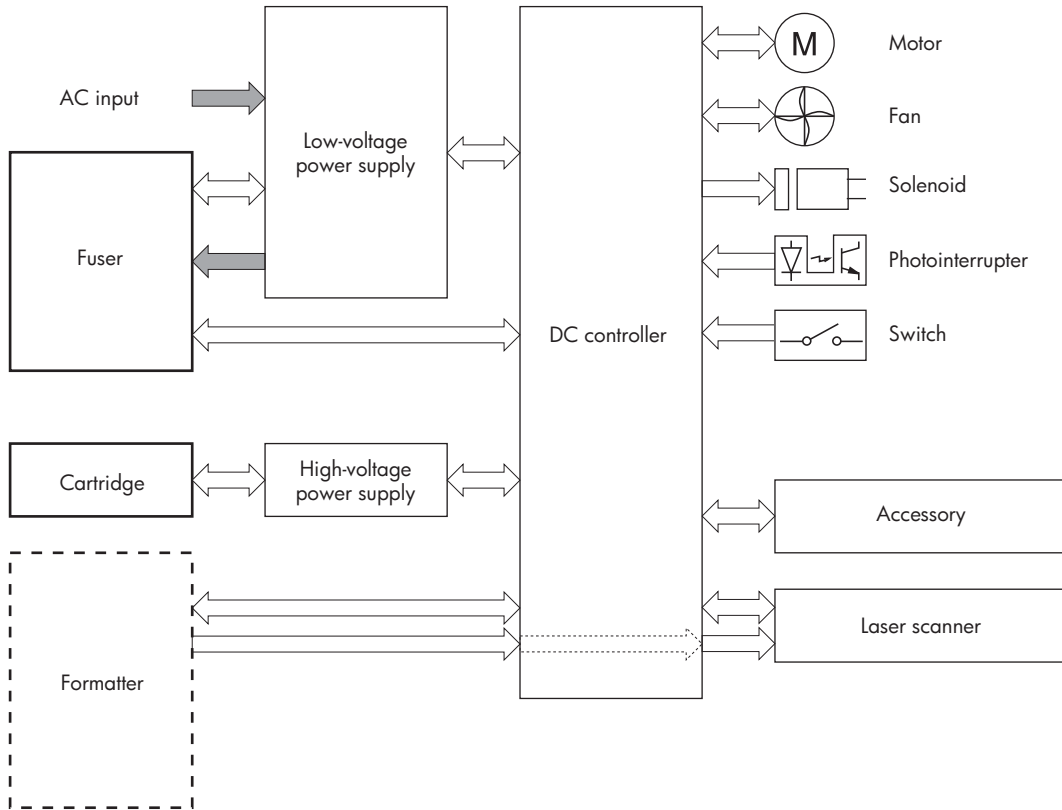 AC input
Low-voltage
power supply
Fuser
DC controller
M
Motor
Fan
Solenoid
Photointerrupter
Switch
Cartridge
High-voltage
power supply
Accessory
Formatter
Laser scanner